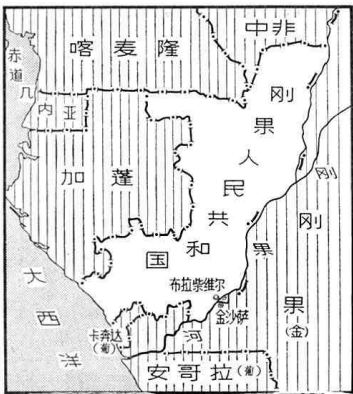 喀麦隆
中非
赤道几
内亚
加蓬
刚果人民共和国
布拉柴维尔
金沙萨
刚果河
刚果
(金)
卡奔达
(葡)
大西洋
安哥拉(葡)